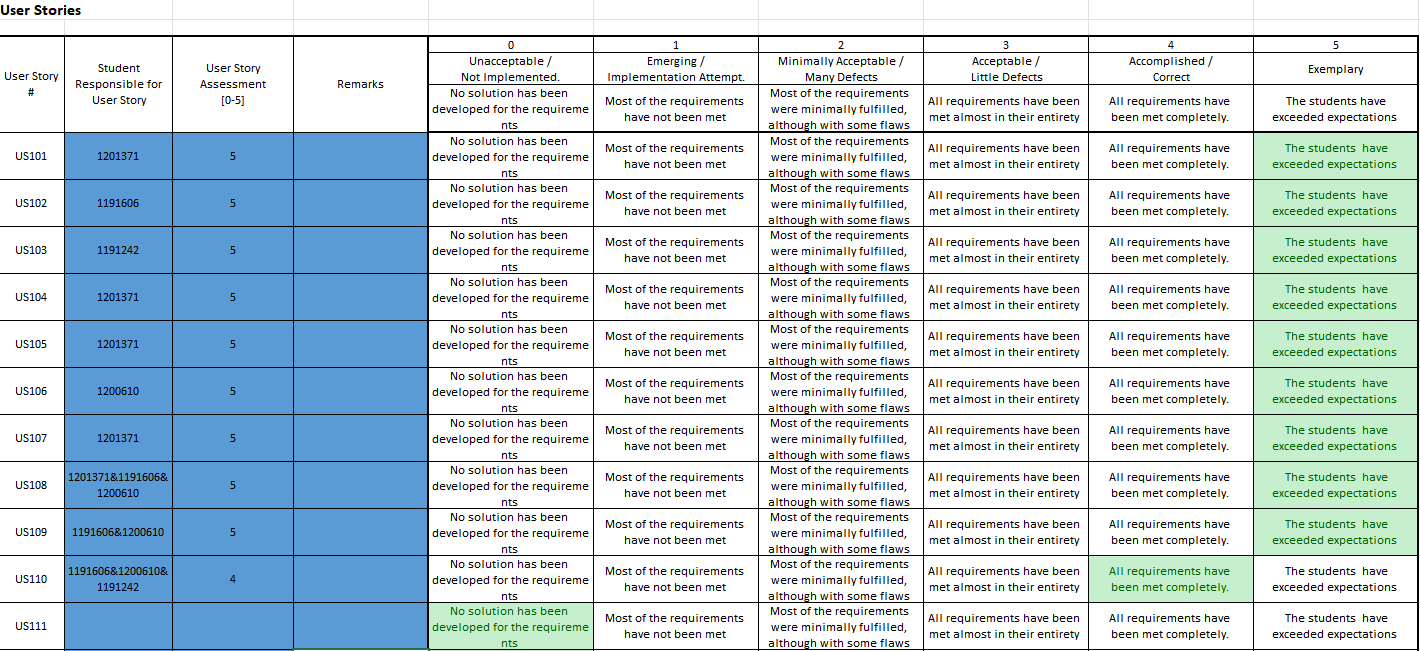 User Stories
User Story
#
Student
Responsible for
User Story
User Story
Assessment
[0-5]
Remarks
0
1
2
3
4
5
Unacceptable /
Not Implemented.
Emerging /
Implementation Attempt.
Minimally Acceptable /
Many Defects
Acceptable /
Little Defects
Accomplished /
Correct
Exemplary
No solution has been
developed for the requireme
nts
Most of the requirements
have not been met
Most of the requirements
were minimally fulfilled,
although with some flaws
All requirements have been
met almost in their entirety
All requirements have
been met completely.
The students have
exceeded expectations
US101
1201371
5
No solution has been
developed for the requireme
nts
Most of the requirements
have not been met
Most of the requirements
were minimally fulfilled,
although with some flaws
All requirements have been
met almost in their entirety
All requirements have
been met completely.
The students have
exceeded expectations
US102
1191606
5
No solution has been
developed for the requireme
nts
Most of the requirements
have not been met
Most of the requirements
were minimally fulfilled,
although with some flaws
All requirements have been
met almost in their entirety
All requirements have
been met completely.
The students have
exceeded expectations
US103
1191242
5
No solution has been
developed for the requireme
nts
Most of the requirements
have not been met
Most of the requirements
were minimally fulfilled,
although with some flaws
All requirements have been
met almost in their entirety
All requirements have
been met completely.
The students have
exceeded expectations
US104
1201371
5
No solution has been
developed for the requireme
nts
Most of the requirements
have not been met
Most of the requirements
were minimally fulfilled,
although with some flaws
All requirements have been
met almost in their entirety
All requirements have
been met completely.
The students have
exceeded expectations
US105
1201371
5
No solution has been
developed for the requireme
nts
Most of the requirements
have not been met
Most of the requirements
were minimally fulfilled,
although with some flaws
All requirements have been
met almost in their entirety
All requirements have
been met completely.
The students have
exceeded expectations
US106
1200610
5
No solution has been
developed for the requireme
nts
Most of the requirements
have not been met
Most of the requirements
were minimally fulfilled,
although with some flaws
All requirements have been
met almost in their entirety
All requirements have
been met completely.
The students have
exceeded expectations
US107
1201371
5
No solution has been
developed for the requireme
nts
Most of the requirements
have not been met
Most of the requirements
were minimally fulfilled,
although with some flaws
All requirements have been
met almost in their entirety
All requirements have
been met completely.
The students have
exceeded expectations
US108
1201371&1191606&
1200610
5
No solution has been
developed for the requireme
nts
Most of the requirements
have not been met
Most of the requirements
were minimally fulfilled,
although with some flaws
All requirements have been
met almost in their entirety
All requirements have
been met completely.
The students have
exceeded expectations
US109
1191606&1200610
5
No solution has been
developed for the requireme
nts
Most of the requirements
have not been met
Most of the requirements
were minimally fulfilled,
although with some flaws
All requirements have been
met almost in their entirety
All requirements have
been met completely.
The students have
exceeded expectations
US110
1191606&1200610&
1191242
4
No solution has been
developed for the requireme
nts
Most of the requirements
have not been met
Most of the requirements
were minimally fulfilled,
although with some flaws
All requirements have been
met almost in their entirety
All requirements have
been met completely.
The students have
exceeded expectations
US111
No solution has been
developed for the requireme
nts
Most of the requirements
have not been met
Most of the requirements
were minimally fulfilled,
although with some flaws
All requirements have been
met almost in their entirety
All requirements have
been met completely.
The students have
exceeded expectations